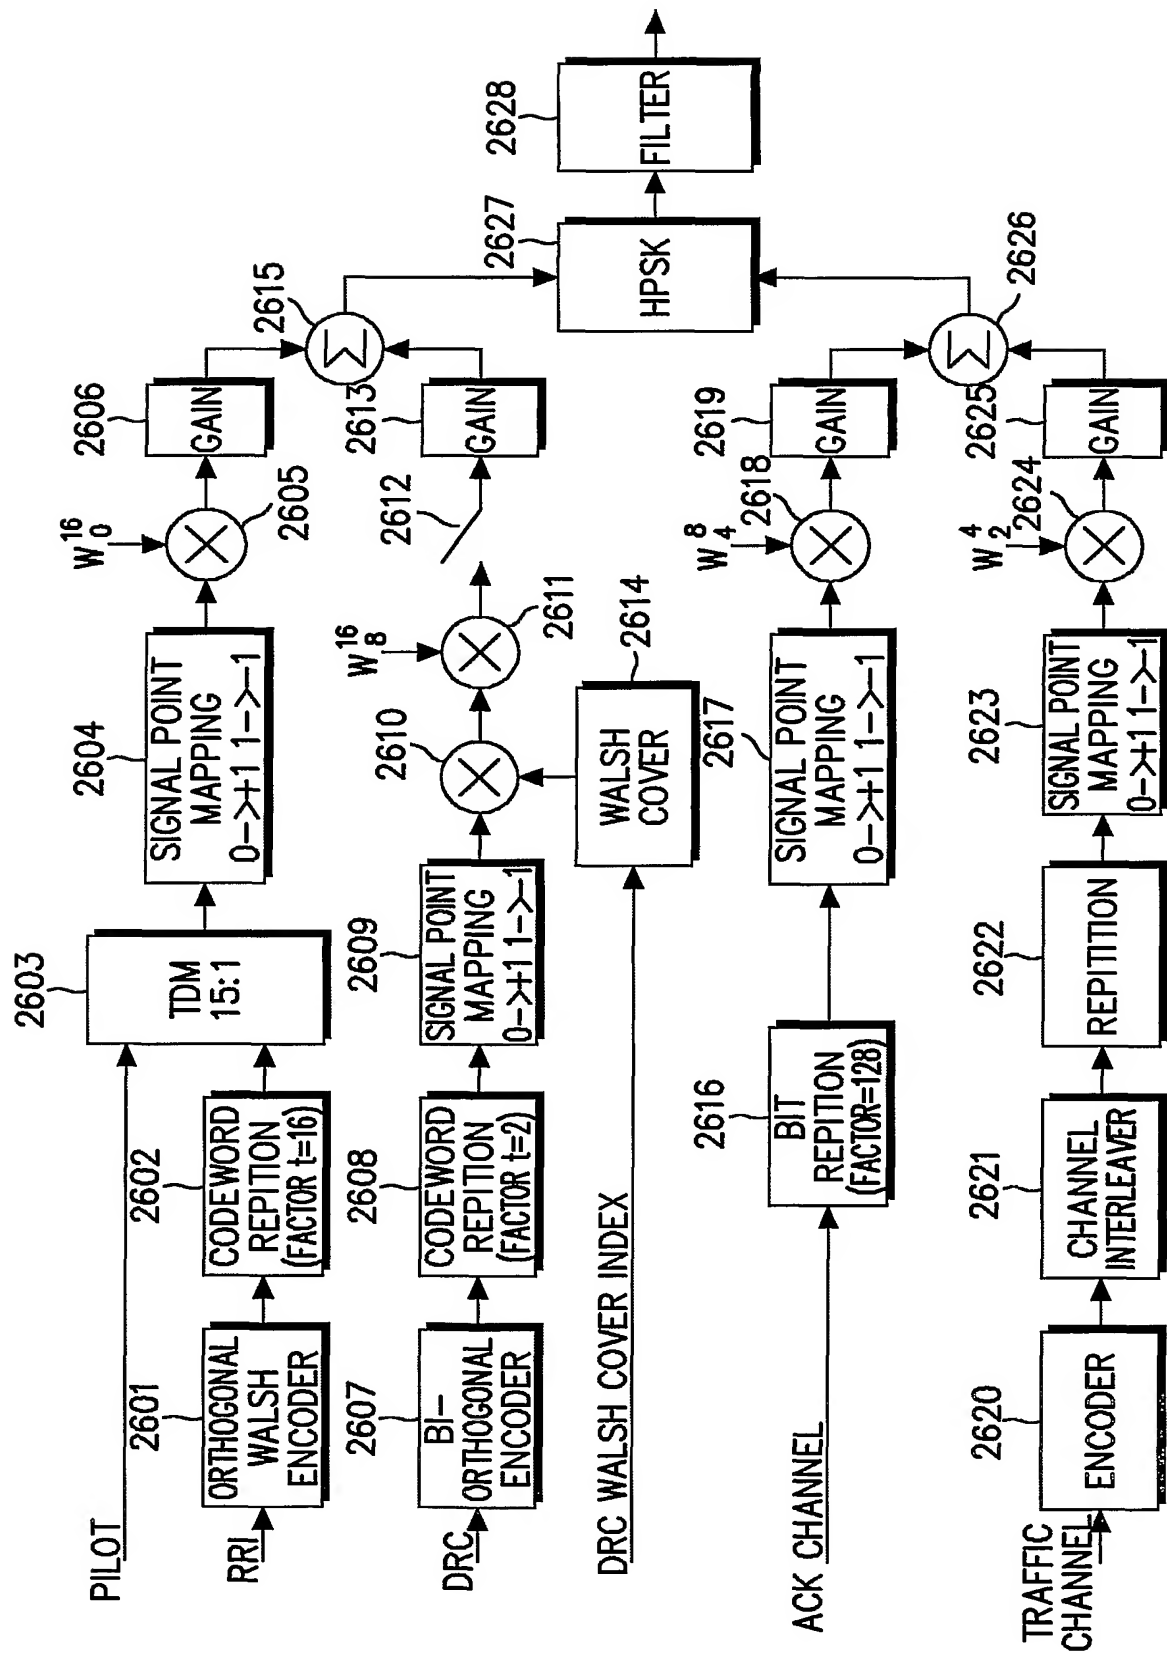 PILOT
RRI
2601
ORTHOGONAL
WALSH
ENCODER
2602
CODEWORD
REPITION
(FACTOR t=16)
2603
TDM
15:1
2604
SIGNAL POINT
MAPPING
0->+1 1->-1
W 16 0
2605
2606
GAIN
2615
Σ
DRC
2607
BI-
ORTHOGONAL
ENCODER
2608
CODEWORD
REPITION
(FACTOR t=2)
2609
SIGNAL POINT
MAPPING
0->+1 1->-1
2610
W 16 8
2611
2612
2613
GAIN
DRC WALSH COVER INDEX
2614
WALSH
COVER
2627
HPSK
2628
FILTER
ACK CHANNEL
2616
BIT
REPITION
(FACTOR=128)
2617
SIGNAL POINT
MAPPING
0->+1 1->-1
W 8 4
2618
2619
GAIN
2626
Σ
TRAFFIC
CHANNEL
2620
ENCODER
2621
CHANNEL
INTERLEAVER
2622
REPITITION
2623
SIGNAL POINT
MAPPING
0->+1 1->-1
W 4 2
2624
2625
GAIN